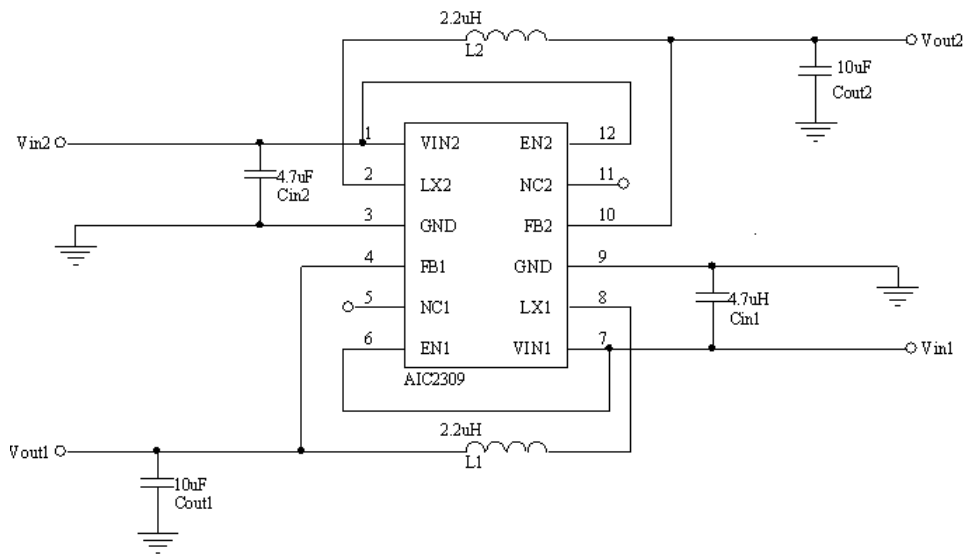 2.2uH
L2
Vout2
10uF
Cout2
Vin2
4.7uF
Cin2
1
VIN2
EN2
12
2
LX2
NC2
11
3
GND
FB2
10
4
FB1
GND
9
5
NC1
LX1
8
6
EN1
VIN1
7
AIC2309
4.7uH
Cin1
Vin1
2.2uH
L1
Vout1
10uF
Cout1